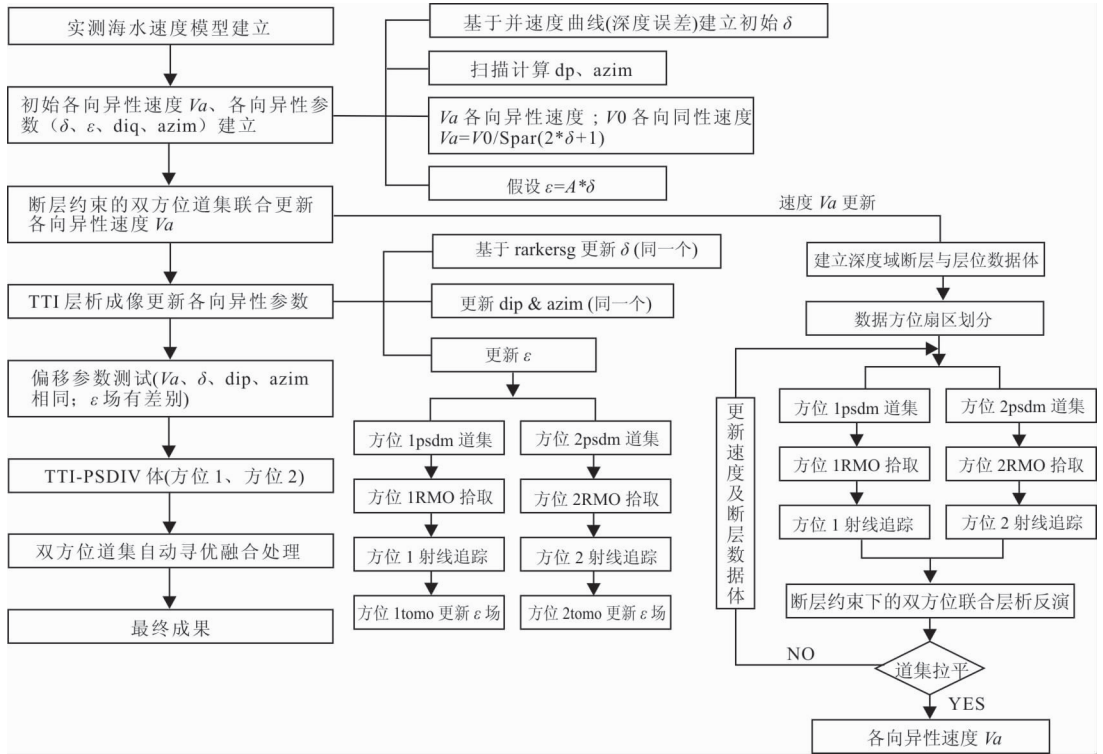 实测海水速度模型建立
初始各向异性速度 Va、各向异性参
数（δ、ε、diq、azim）建立
断层约束的双方位道集联合更新
各向异性速度 Va
TTI 层析成像更新各向异性参数
偏移参数测试(Va、δ、dip、azim
相同；ε 场有差别)
TTI-PSDIV 体(方位 1、方位 2)
双方位道集自动寻优融合处理
最终成果
基于并速度曲线(深度误差)建立初始 δ
扫描计算 dp、azim
Va 各向异性速度；V0 各向同性速度
Va=V0/Spar(2*δ+1)
假设 ε=A*δ
基于 rarkersg 更新 δ (同一个)
更新 dip & azim (同一个)
更新 ε
方位 1psdm 道集
方位 1RMO 拾取
方位 1 射线追踪
方位 1tomo 更新 ε 场
方位 2psdm 道集
方位 2RMO 拾取
方位 2 射线追踪
方位 2tomo 更新 ε 场
速度 Va 更新
建立深度域断层与层位数据体
数据方位扇区划分
更新速度及断层数据体
方位 1psdm 道集
方位 1RMO 拾取
方位 1 射线追踪
方位 2psdm 道集
方位 2RMO 拾取
方位 2 射线追踪
断层约束下的双方位联合层析反演
NO
道集拉平
YES
各向异性速度 Va